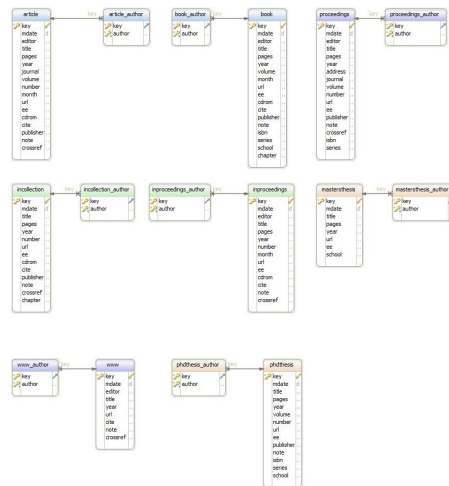 article
key
mdate d
editor
title
pages
year
journal
volume
number
month
url
ee
cdrom
cite
publisher
note
crossref
key
article_author
key
author
book_author
key
author
key
book
key
mdate d
editor
title
pages
year
volume
month
url
ee
cdrom
cite
publisher
note
isbn
series
school
chapter
proceedings
key
mdate d
editor
title
pages
year
address
journal
volume
number
url
ee
publisher
note
crossref
isbn
series
key
proceedings_author
key
author
incollection
key
mdate d
title
pages
year
number
url
ee
cdrom
cite
publisher
note
crossref
chapter
key
incollection_author
key
author
inproceedings_author
key
author
key
inproceedings
key
mdate d
editor
title
pages
year
number
month
url
ee
cdrom
cite
note
crossref
mastersthesis
key
mdate d
title
pages
year
url
ee
school
key
mastersthesis_author
key
author
www_author
key
author
key
www
key
mdate d
editor
title
year
url
cite
note
crossref
phdthesis_author
key
author
key
phdthesis
key
mdate d
title
pages
year
volume
number
url
ee
publisher
note
isbn
series
school